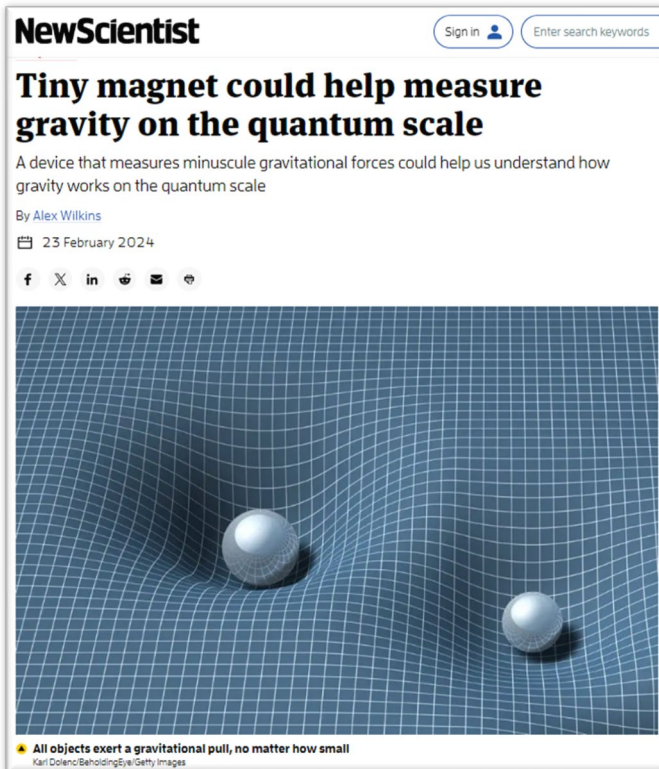 NewScientist
Sign in
Enter search keywords
Tiny magnet could help measure
gravity on the quantum scale
A device that measures minuscule gravitational forces could help us understand how
gravity works on the quantum scale
By Alex Wilkins
23 February 2024
All objects exert a gravitational pull, no matter how small
Karl Dolenc/BeholdingEye/Getty Images